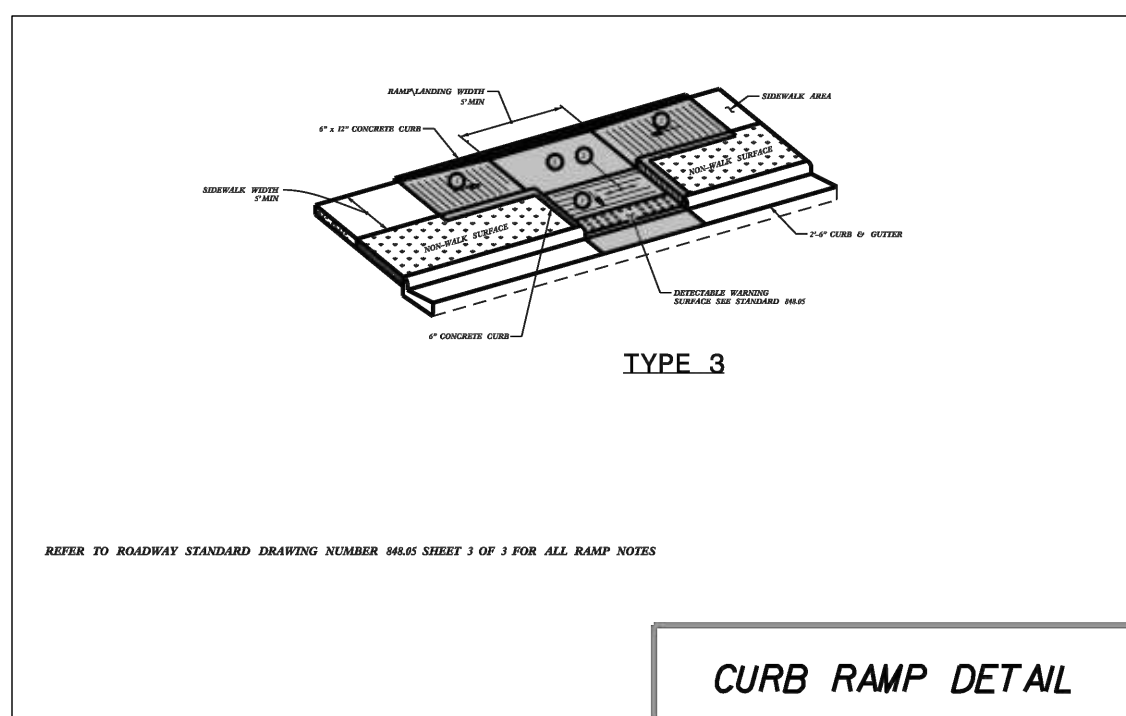 RAMP\LANDING WIDTH
5' MIN
SIDEWALK AREA
6" x 12" CONCRETE CURB
NON-WALK SURFACE
SIDEWALK WIDTH
5' MIN
NON-WALK SURFACE
2'-6" CURB & GUTTER
DETECTABLE WARNING
SURFACE SEE STANDARD 848.05
6" CONCRETE CURB
TYPE 3
REFER TO ROADWAY STANDARD DRAWING NUMBER 848.05 SHEET 3 OF 3 FOR ALL RAMP NOTES
CURB RAMP DETAIL